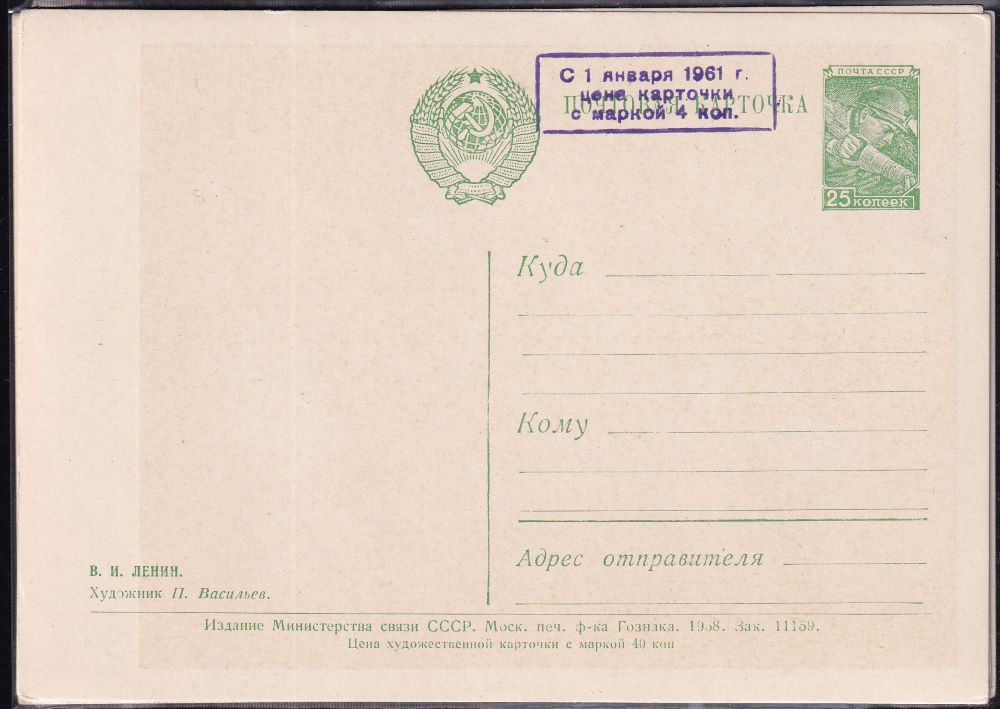 С 1 января 1961 г.
цена карточки
с маркой 4 коп.
ПОЧТОВАЯ КАРТОЧКА
ПОЧТА СССР
25 копеек
Куда
Кому
Адрес отправителя
В. И. ЛЕНИН.
Художник П. Васильев.
Издание Министерства связи СССР. Моск. печ. ф-ка Гознака. 1958. Зак. 11159.
Цена художественной карточки с маркой 40 коп